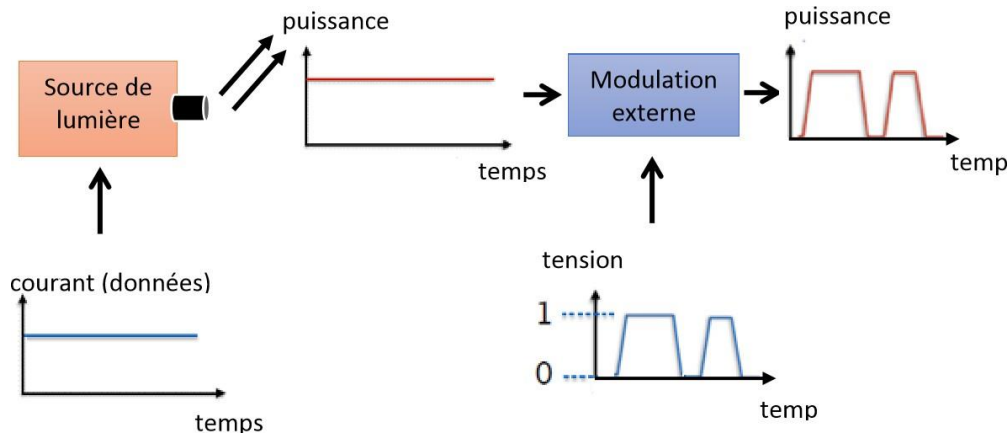 puissance
Source de
lumière
temps
Modulation
externe
puissance
temp
courant (données)
temps
tension
1
0
temp